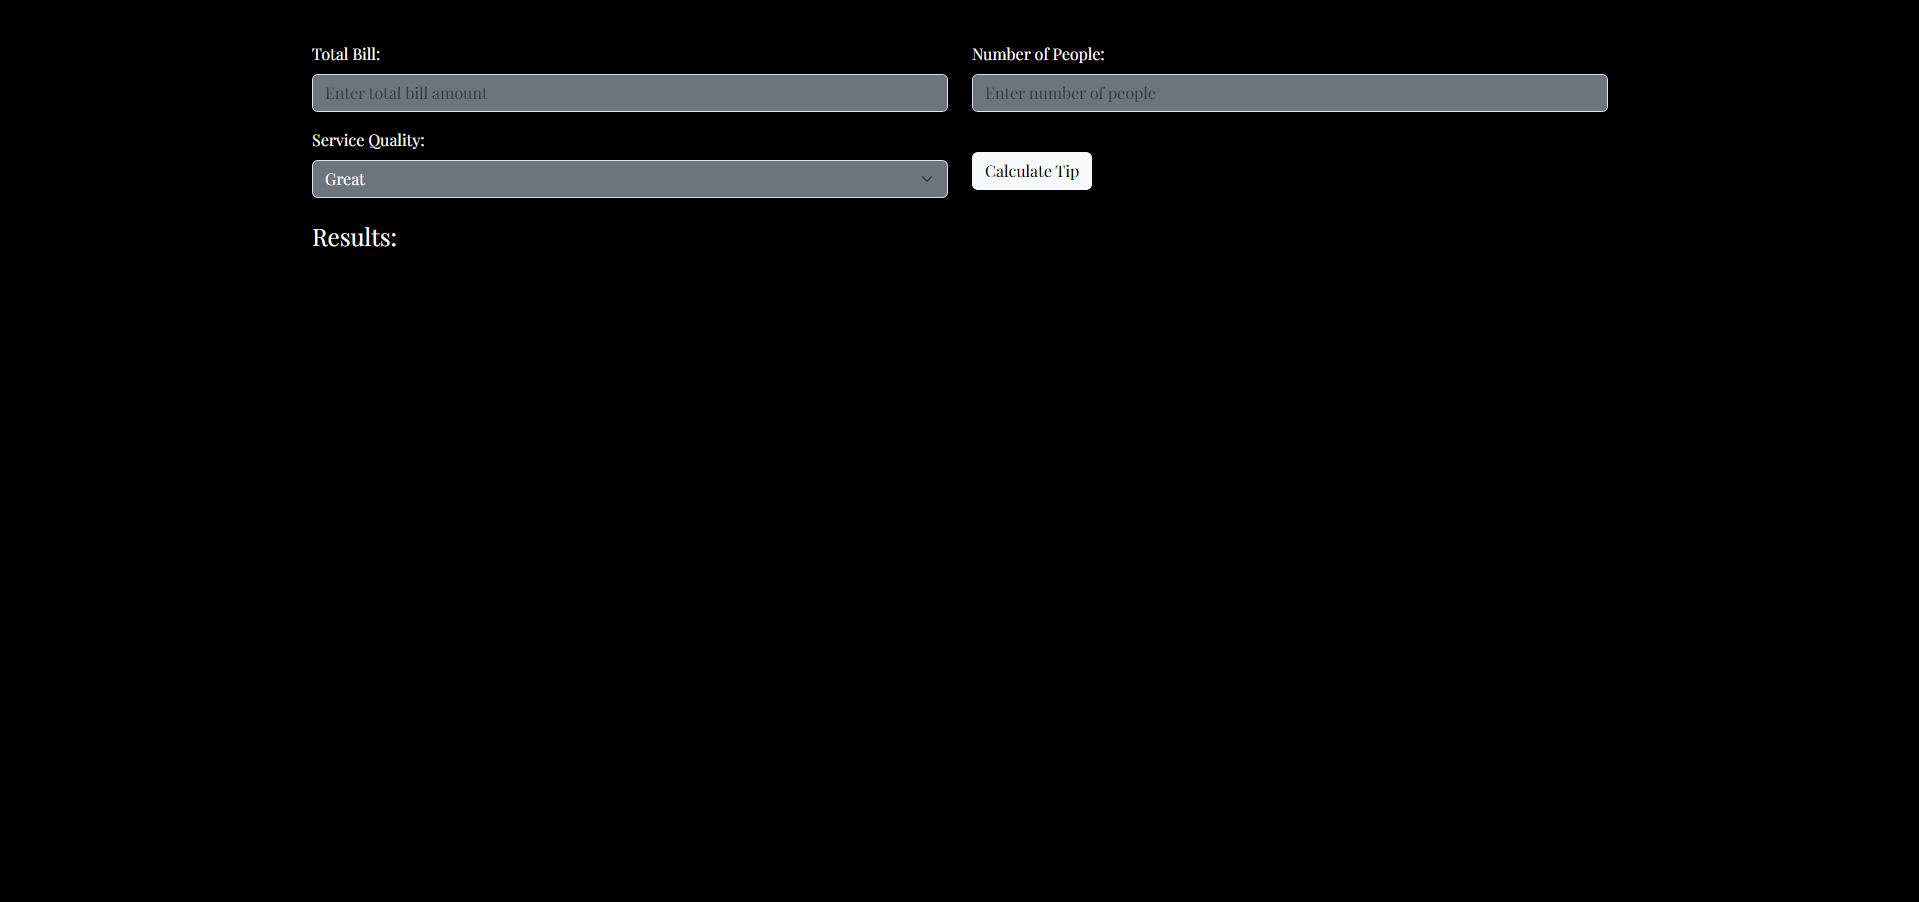 Total Bill:
Enter total bill amount
Number of People:
Enter number of people
Service Quality:
Great
Calculate Tip
Results: